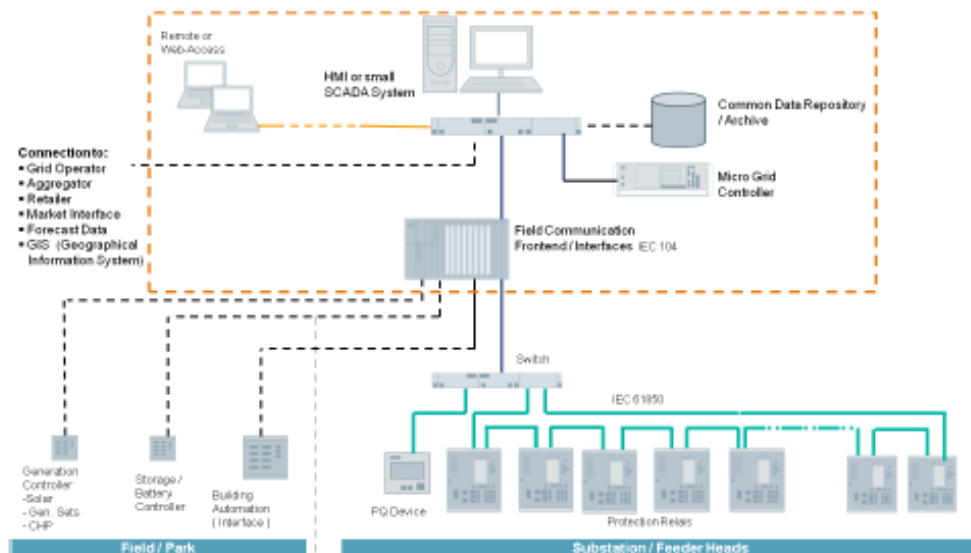 Remote or
Web-Access
HMI or small
SCADA System
Common Data Repository
/ Archive
Connection to:
▪ Grid Operator
▪ Aggregator
▪ Retailer
▪ Market Interface
▪ Forecast Data
▪ GIS (Geographical
Information System)
Micro Grid
Controller
Field Communication
Frontend / Interfaces IEC 104
Switch
IEC 61850
Generation
Controller
-Solar
- Gen. Sets
- CHP
Storage /
Battery
Controller
Building
Automation
( Interface )
PQ Device
Protection Relais
Field / Park
Substation / Feeder Heads